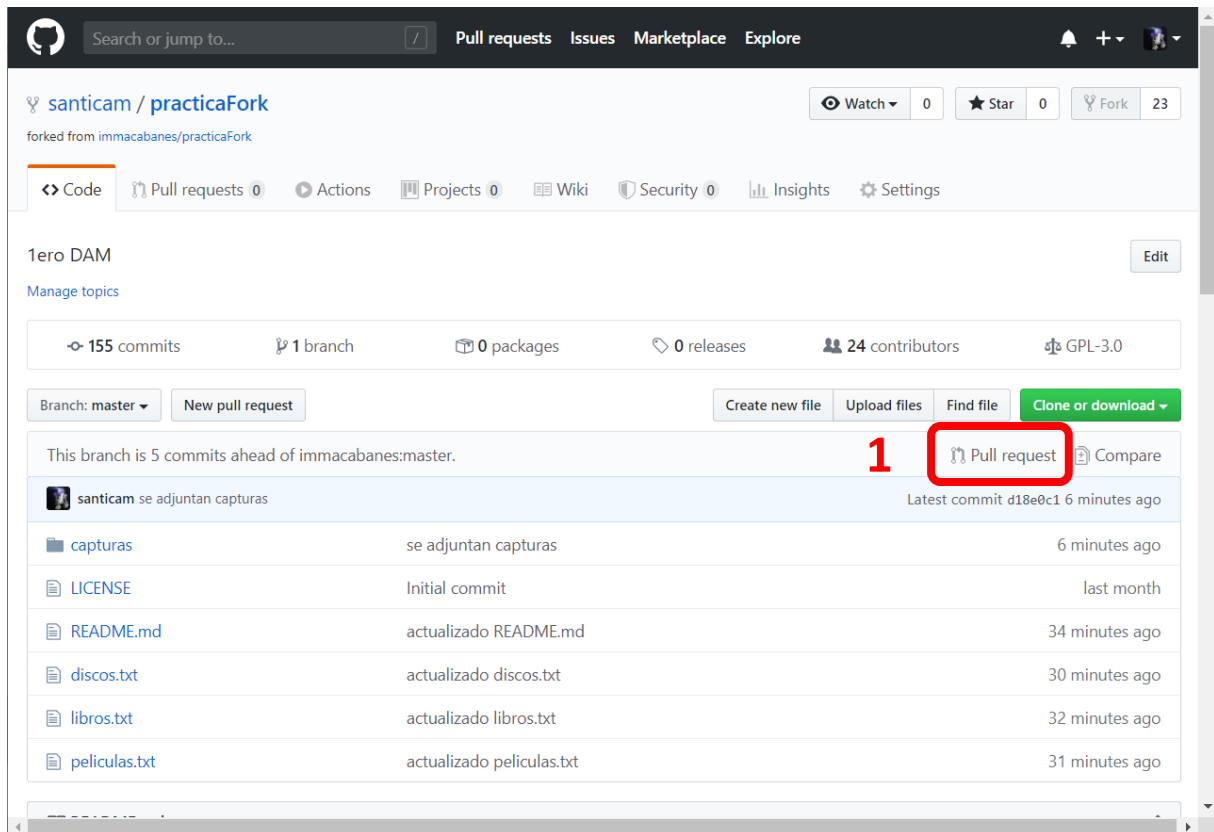 Search or jump to... / Pull requests Issues Marketplace Explore
santicam / practicaFork Watch 0 Star 0 Fork 23
forked from immacabanes/practicaFork
<> Code Pull requests 0 Actions Projects 0 Wiki Security 0 Insights Settings
1ero DAM Edit
Manage topics
155 commits 1 branch 0 packages 0 releases 24 contributors GPL-3.0
Branch: master New pull request Create new file Upload files Find file Clone or download
This branch is 5 commits ahead of immacabanes:master. 1 Pull request Compare
santicam se adjuntan capturas Latest commit d18e0c1 6 minutes ago
capturas se adjuntan capturas 6 minutes ago
LICENSE Initial commit last month
README.md actualizado README.md 34 minutes ago
discos.txt actualizado discos.txt 30 minutes ago
libros.txt actualizado libros.txt 32 minutes ago
peliculas.txt actualizado peliculas.txt 31 minutes ago